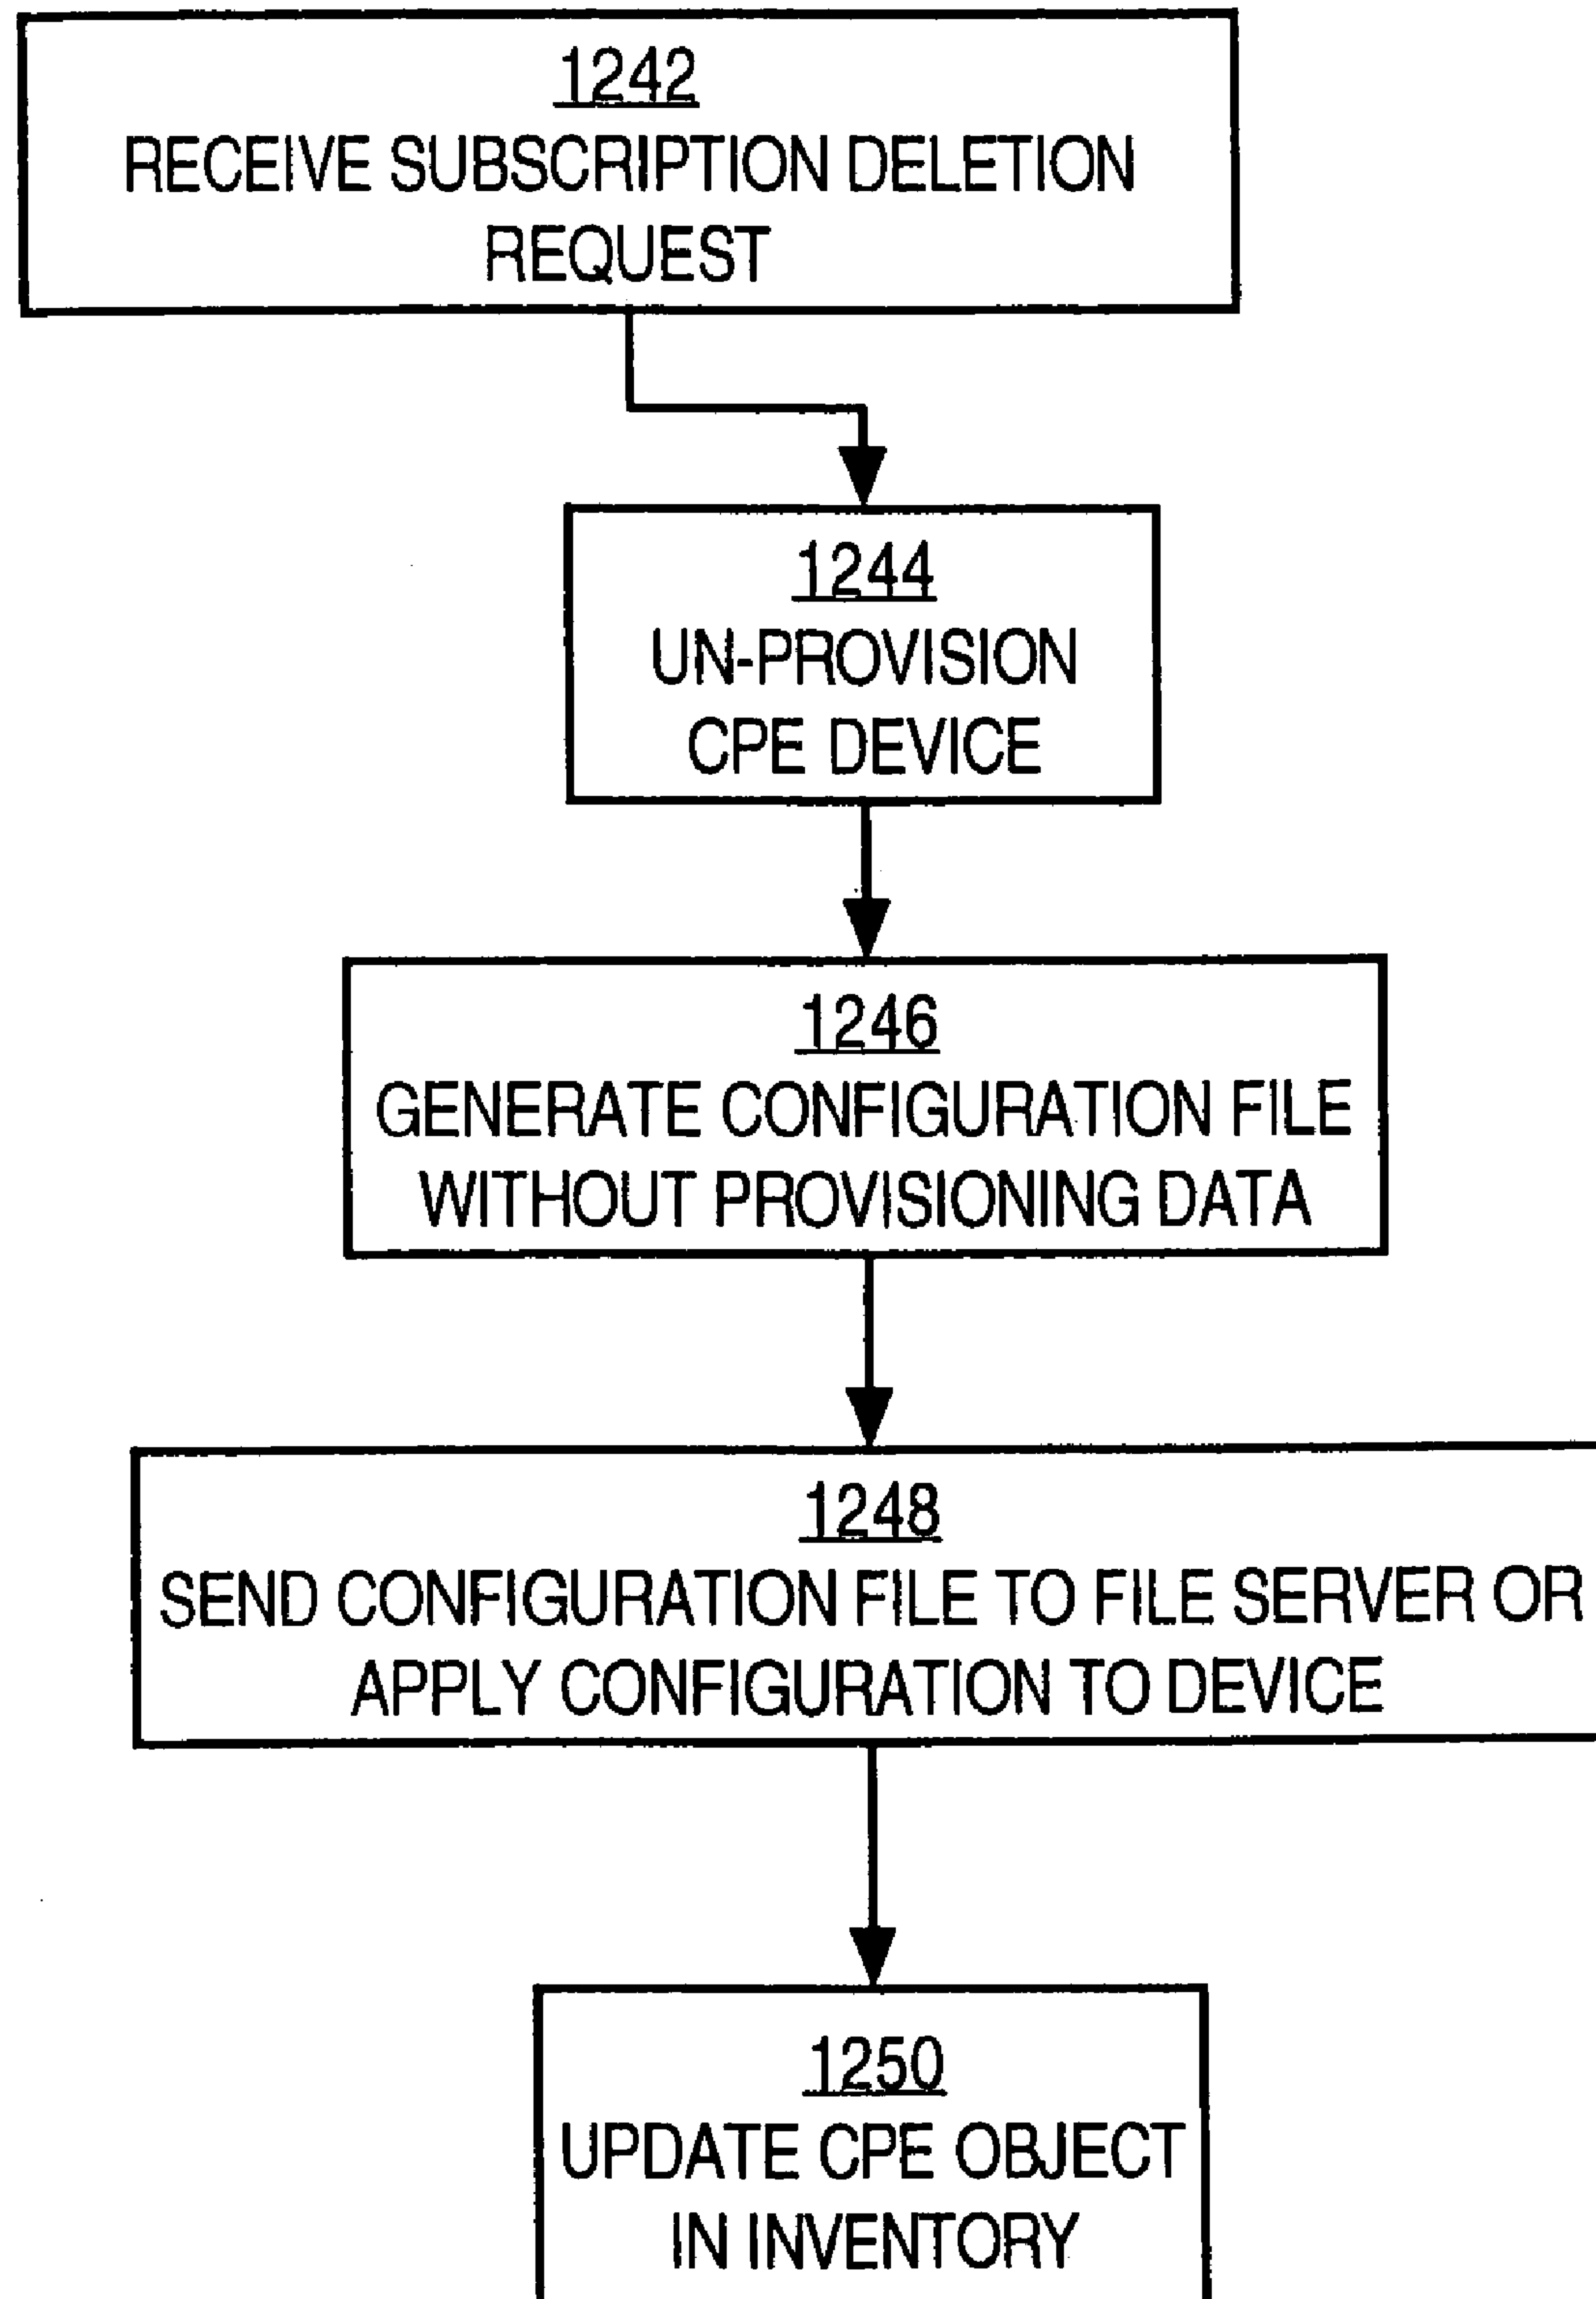 1242
RECEIVE SUBSCRIPTION DELETION
REQUEST
1244
UN-PROVISION
CPE DEVICE
1246
GENERATE CONFIGURATION FILE
WITHOUT PROVISIONING DATA
1248
SEND CONFIGURATION FILE TO FILE SERVER OR
APPLY CONFIGURATION TO DEVICE
1250
UPDATE CPE OBJECT
IN INVENTORY